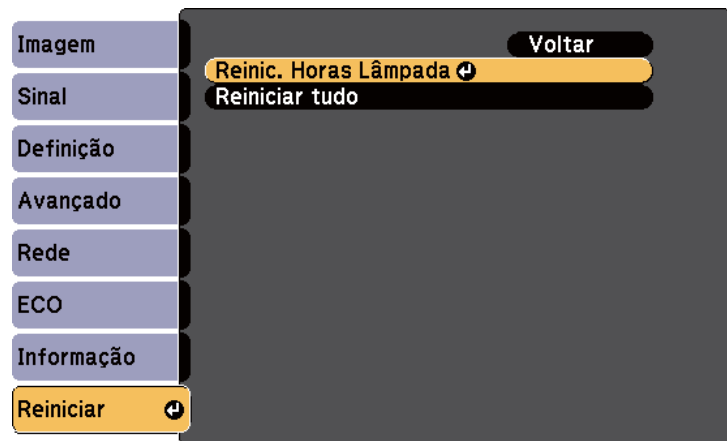 Imagem
Sinal
Definição
Avançado
Rede
ECO
Informação
Reiniciar
Voltar
Reinic. Horas Lâmpada
Reiniciar tudo